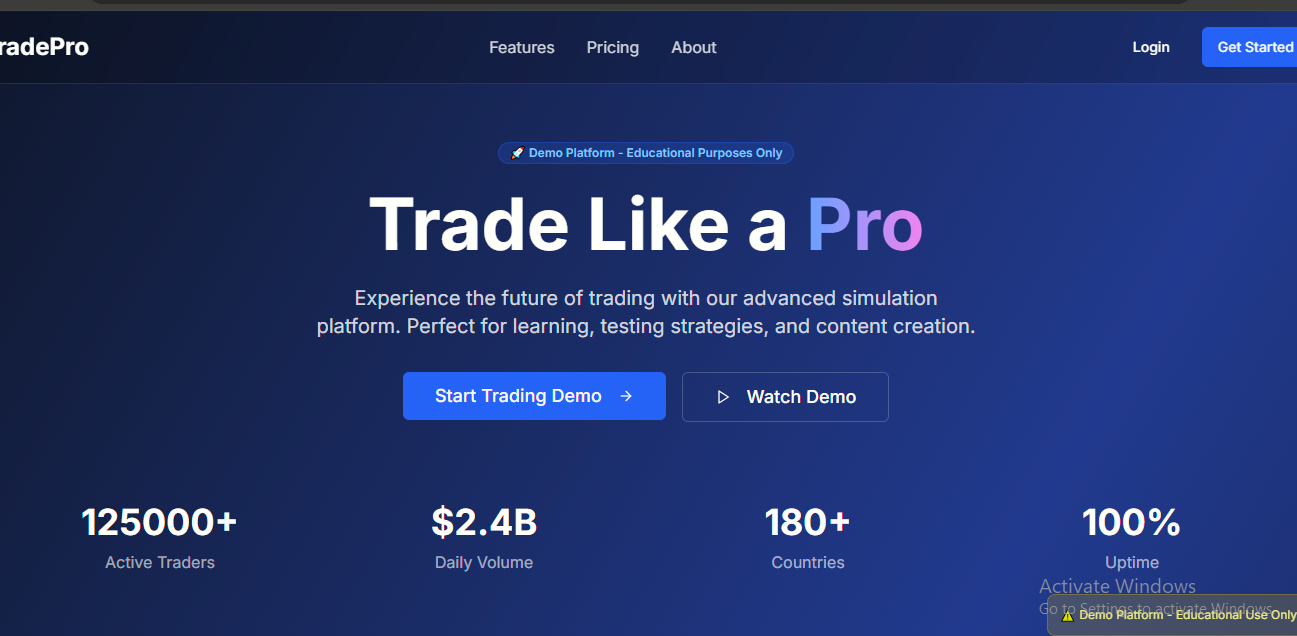 radePro
Features Pricing About
Login Get Started
Demo Platform - Educational Purposes Only
Trade Like a Pro
Experience the future of trading with our advanced simulation
platform. Perfect for learning, testing strategies, and content creation.
Start Trading Demo →
Watch Demo
125000+ $2.4B 180+ 100%
Active Traders Daily Volume Countries Uptime
Activate Windows
Go to Settings to activate Windows.
Demo Platform - Educational Use Only